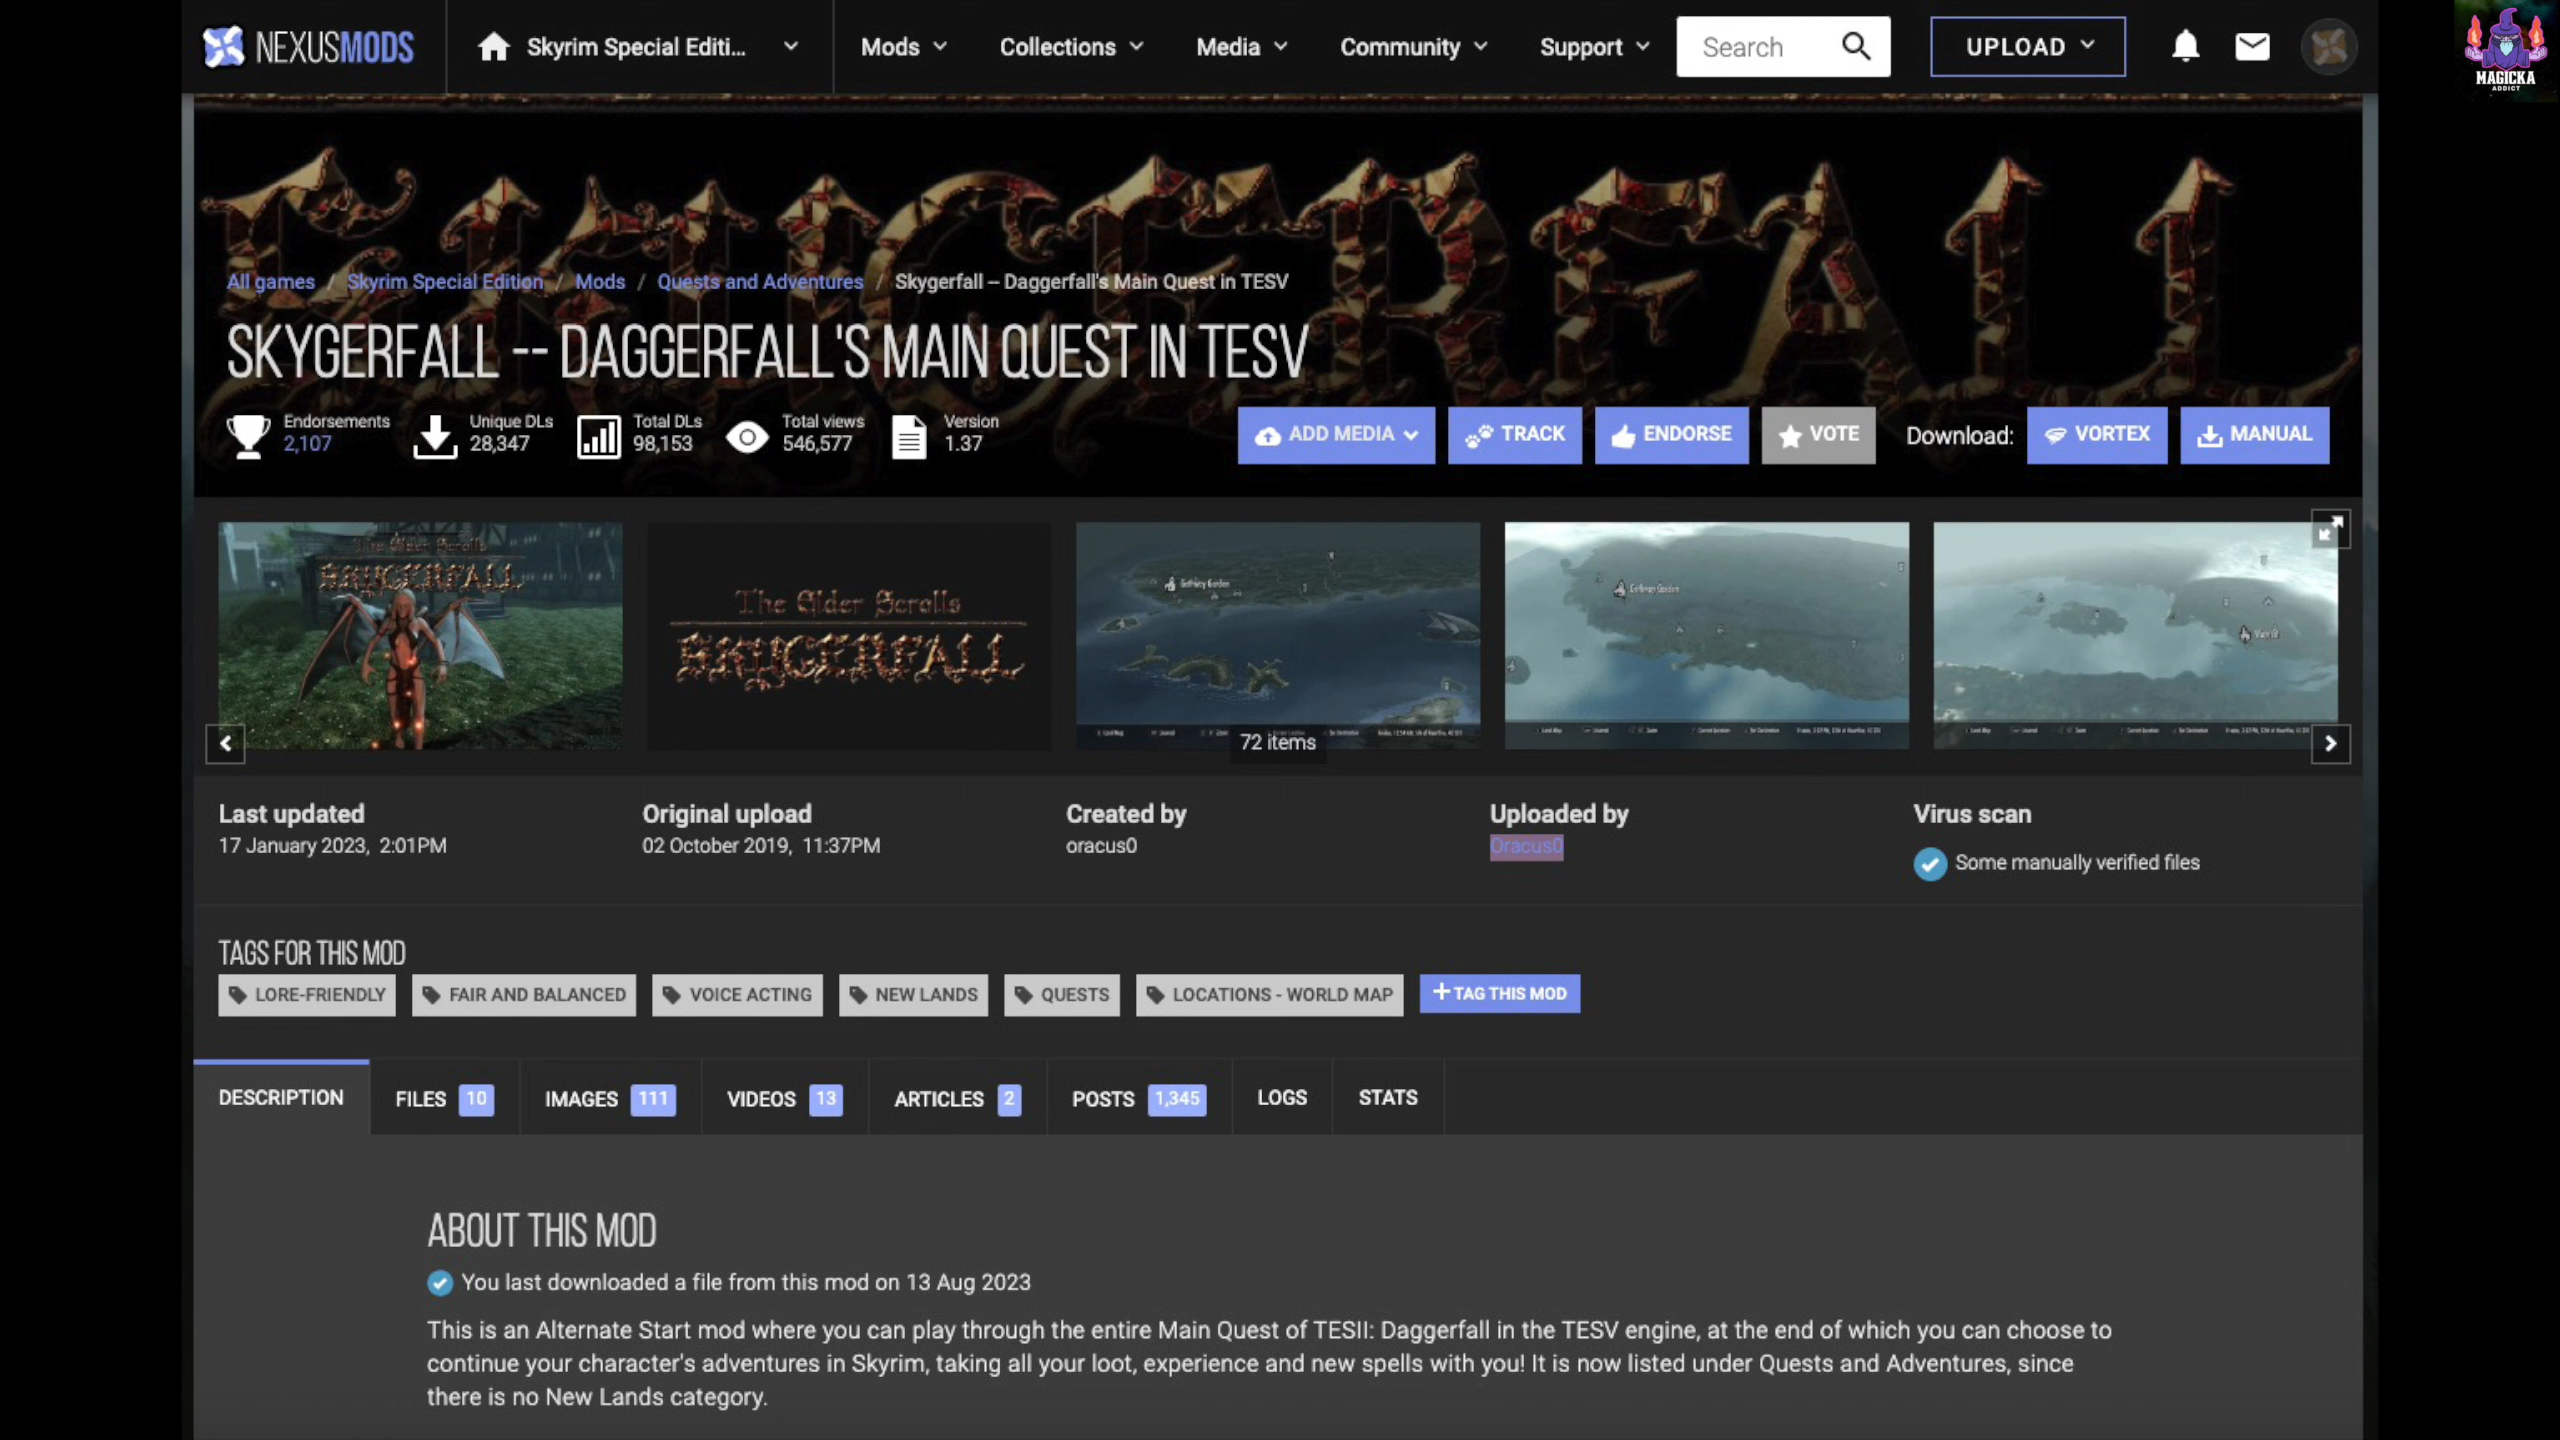 NEXUSMODS
Skyrim Special Editi...
Mods
Collections
Media
Community
Support
Search
UPLOAD
MAGICKA
ADDICT
All games / Skyrim Special Edition / Mods / Quests and Adventures / Skygerfall -- Daggerfall's Main Quest in TESV
SKYGERFALL -- DAGGERFALL'S MAIN QUEST IN TESV
Endorsements
2,107
Unique DLs
28,347
Total DLs
98,153
Total views
546,577
Version
1.37
ADD MEDIA
TRACK
ENDORSE
VOTE
Download:
VORTEX
MANUAL
The Elder Scrolls
SKYGERFALL
The Elder Scrolls
SKYGERFALL
Gothway Garden
Gothway Garden
72 items
Last updated
17 January 2023, 2:01PM
Original upload
02 October 2019, 11:37PM
Created by
oracus0
Uploaded by
Oracus0
Virus scan
Some manually verified files
TAGS FOR THIS MOD
LORE-FRIENDLY
FAIR AND BALANCED
VOICE ACTING
NEW LANDS
QUESTS
LOCATIONS - WORLD MAP
+ TAG THIS MOD
DESCRIPTION
FILES 10
IMAGES 111
VIDEOS 13
ARTICLES 2
POSTS 1,345
LOGS
STATS
ABOUT THIS MOD
You last downloaded a file from this mod on 13 Aug 2023
This is an Alternate Start mod where you can play through the entire Main Quest of TESII: Daggerfall in the TESV engine, at the end of which you can choose to
continue your character's adventures in Skyrim, taking all your loot, experience and new spells with you! It is now listed under Quests and Adventures, since
there is no New Lands category.